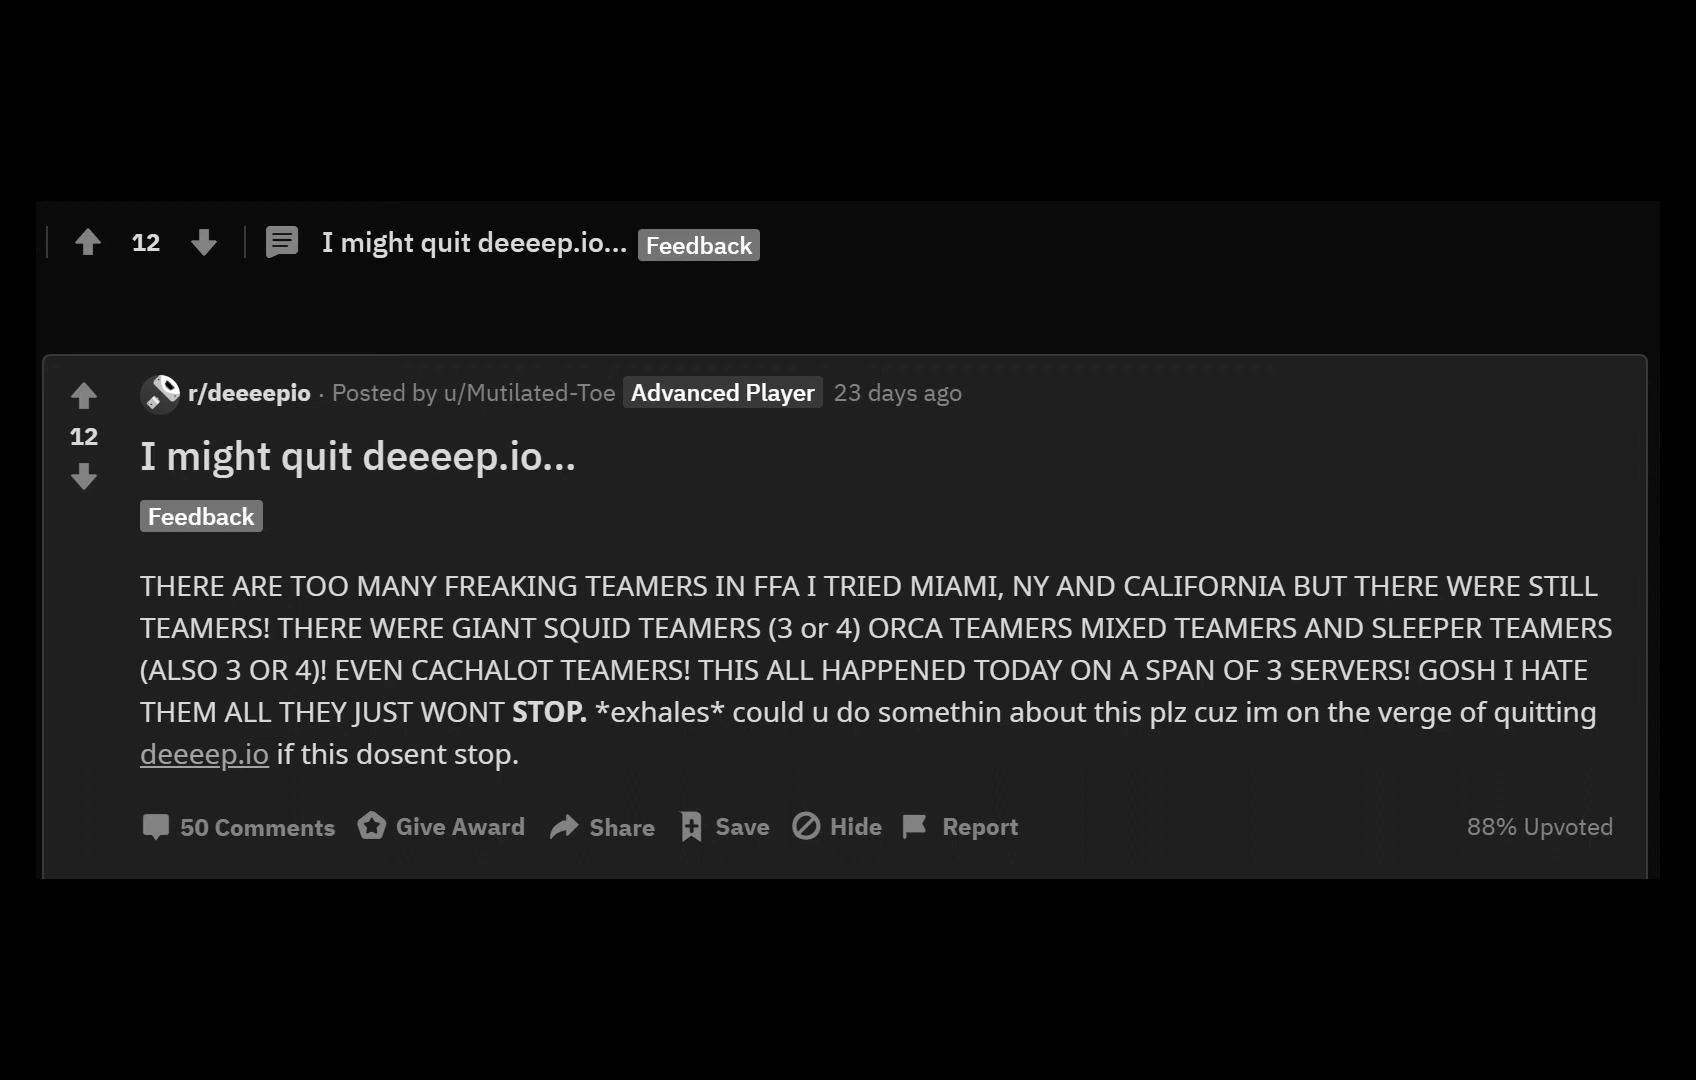 12 I might quit deeeep.io... Feedback
r/deeeepio · Posted by u/Mutilated-Toe Advanced Player 23 days ago
12
I might quit deeeep.io...
Feedback
THERE ARE TOO MANY FREAKING TEAMERS IN FFA I TRIED MIAMI, NY AND CALIFORNIA BUT THERE WERE STILL
TEAMERS! THERE WERE GIANT SQUID TEAMERS (3 or 4) ORCA TEAMERS MIXED TEAMERS AND SLEEPER TEAMERS
(ALSO 3 OR 4)! EVEN CACHALOT TEAMERS! THIS ALL HAPPENED TODAY ON A SPAN OF 3 SERVERS! GOSH I HATE
THEM ALL THEY JUST WONT STOP. *exhales* could u do somethin about this plz cuz im on the verge of quitting
deeeep.io if this dosent stop.
50 Comments Give Award Share Save Hide Report 88% Upvoted